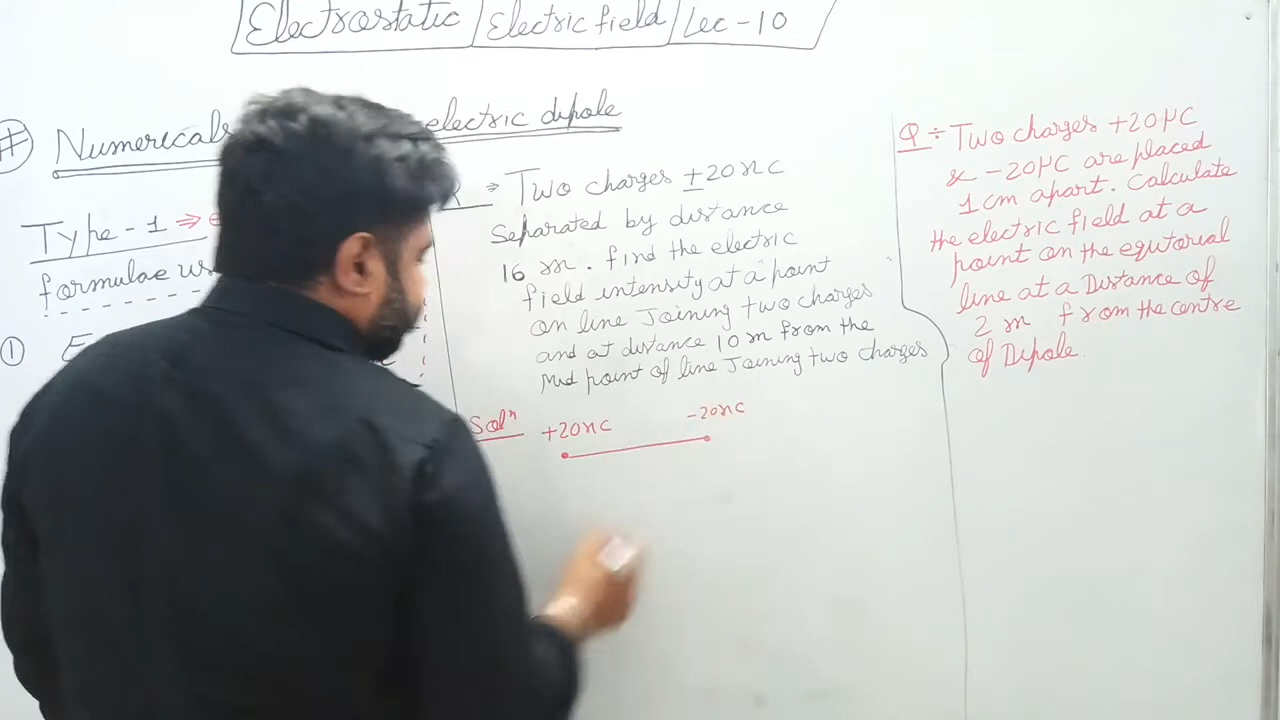 Electrostatic Electric field Lec-10
# Numericals electric dipole
Type-1 ⇒
formulae
① E
⇒ Two charges ±20nc
separated by distance
16 m. find the electric
field intensity at a point
on line Joining two charges
and at distance 10 m from the
Mid point of line Joining two charges
Solⁿ +20nc -20nc
Q ÷ Two charges +20μC
& -20μC are placed
1 cm apart. Calculate
the electric field at a
point on the equtorial
line at a Distance of
2 m from the centre
of Dipole.